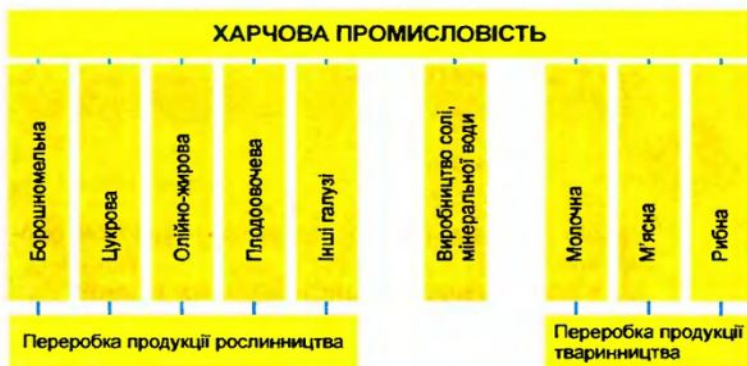 ХАРЧОВА ПРОМИСЛОВІСТЬ
Борошномельна
Цукрова
Олійно-жирова
Плодоовочева
Інші галузі
Виробництво солі,
мінеральної води
Молочна
М'ясна
Рибна
Переробка продукції рослинництва
Переробка продукції
тваринництва